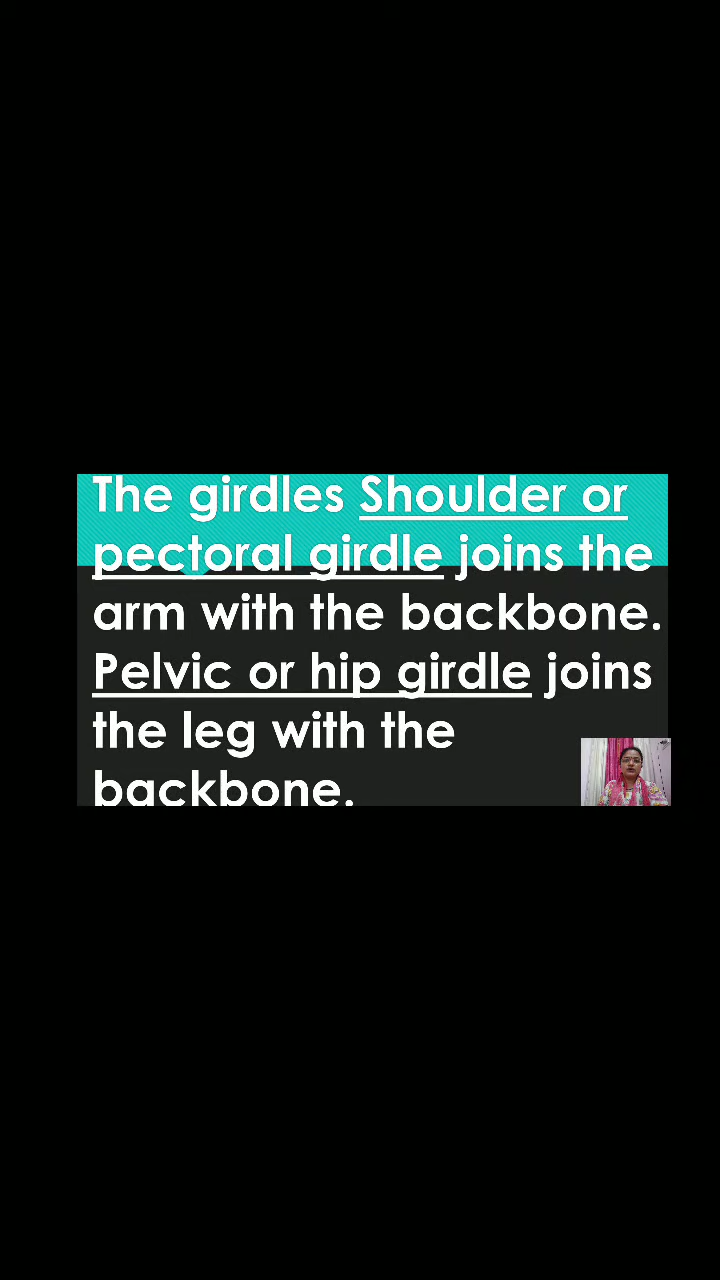 The girdles Shoulder or
pectoral girdle joins the
arm with the backbone.
Pelvic or hip girdle joins
the leg with the
backbone.